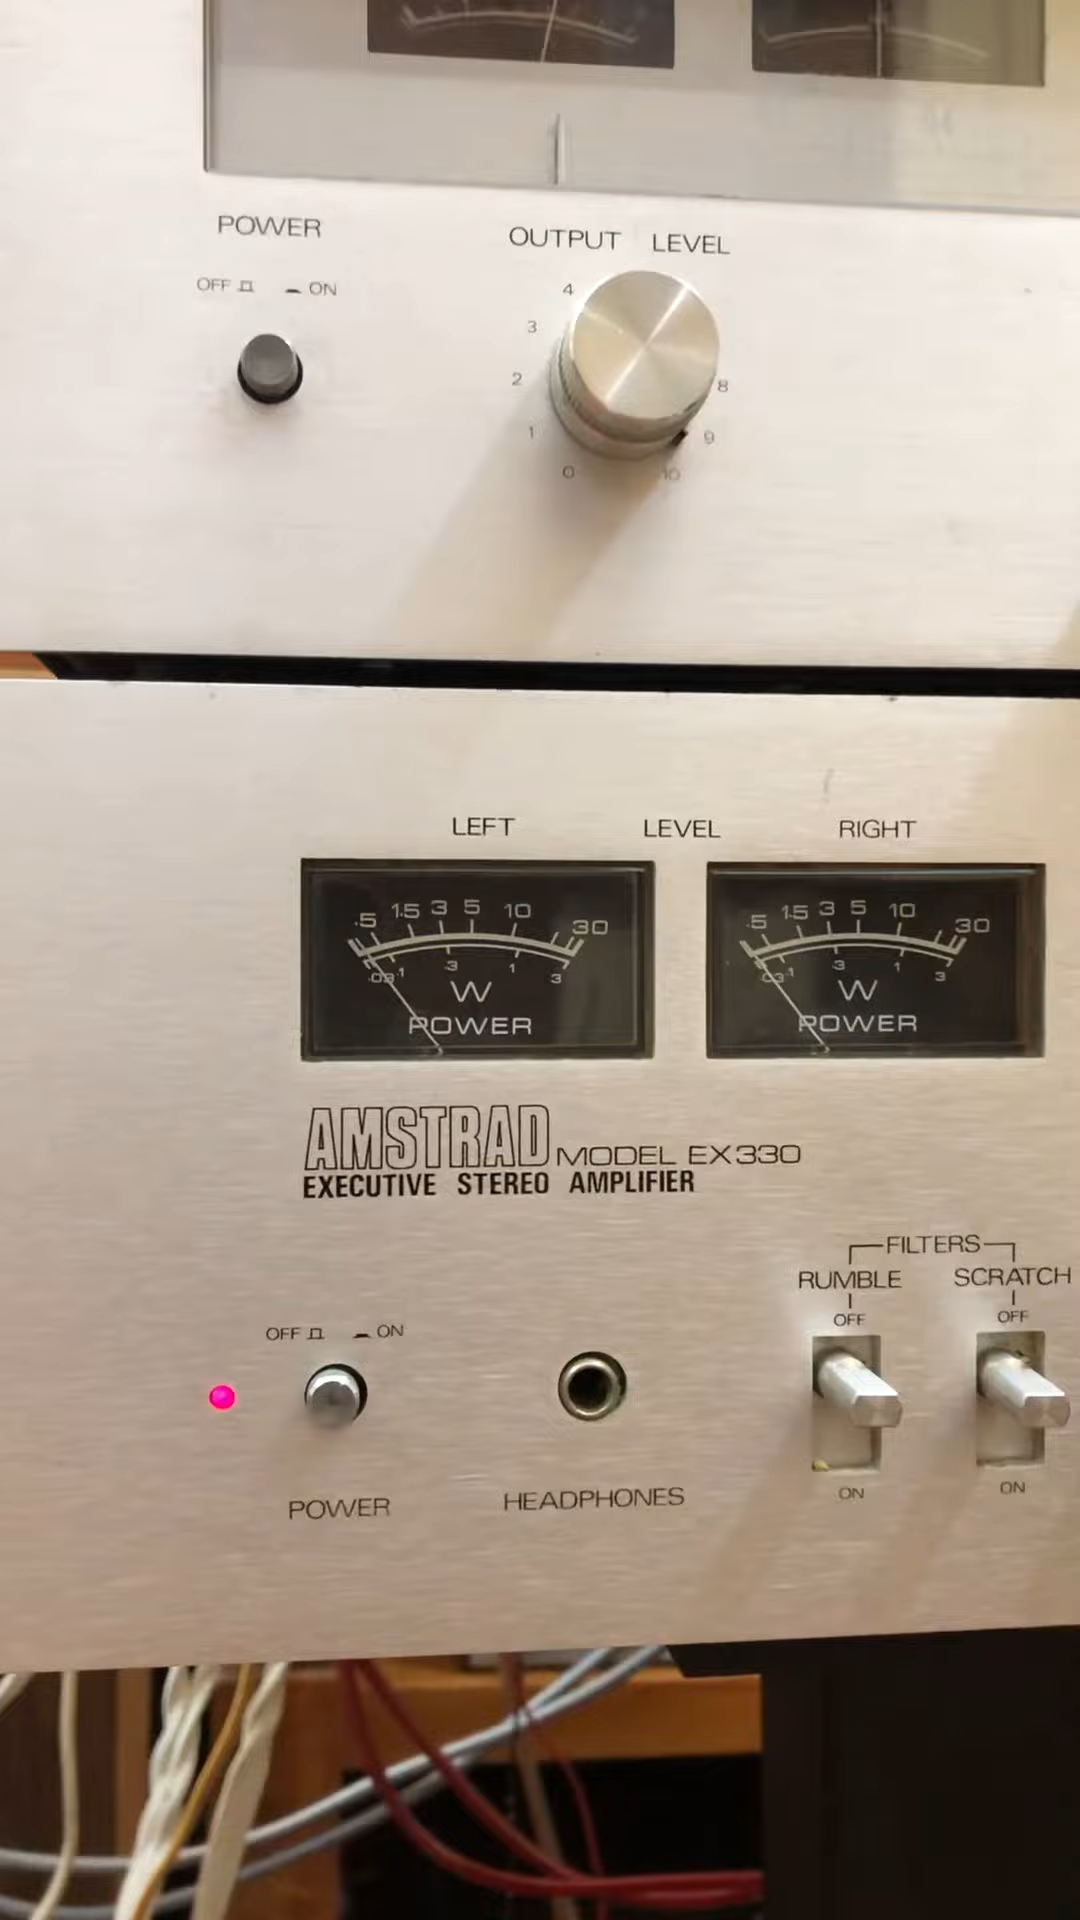 POWER
OFF ON
OUTPUT LEVEL
4
3
2
1
0
8
9
10
LEFT LEVEL RIGHT
.5 1.5 3 5 10 30
.03 .1 .3 1 3
W
POWER
.5 1.5 3 5 10 30
.03 .1 .3 1 3
W
POWER
AMSTRAD MODEL EX330
EXECUTIVE STEREO AMPLIFIER
FILTERS
RUMBLE SCRATCH
OFF OFF
OFF ON
ON ON
POWER
HEADPHONES